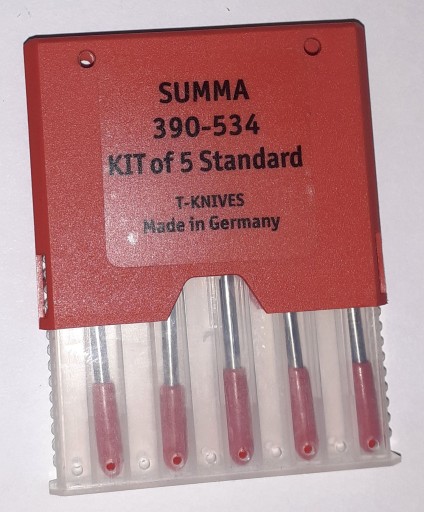 SUMMA
390-534
KIT of 5 Standard
T-KNIVES
Made in Germany